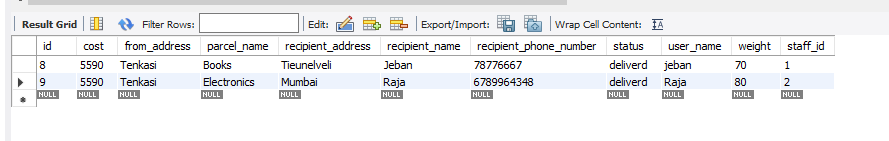 Result Grid Filter Rows: Edit: Export/Import: Wrap Cell Content: IA
id cost from_address parcel_name recipient_address recipient_name recipient_phone_number status user_name weight staff_id
8 5590 Tenkasi Books Tieunelveli Jeban 78776667 deliverd jeban 70 1
9 5590 Tenkasi Electronics Mumbai Raja 6789964348 deliverd Raja 80 2
NULL NULL NULL NULL NULL NULL NULL NULL NULL NULL NULL